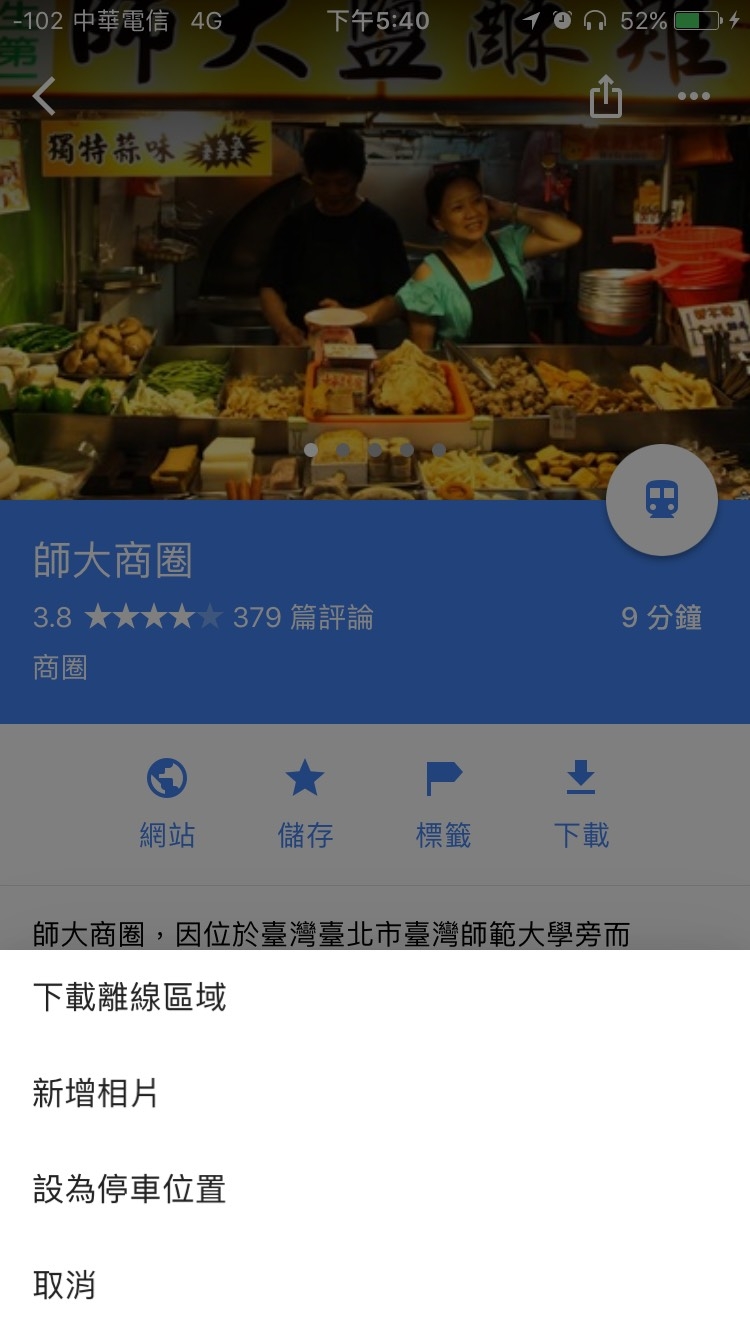 -102 中華電信 4G 下午5:40 52%
師大鹽酥雞
第
獨特蒜味
師大商圈
3.8 379 篇評論 9 分鐘
商圈
網站 儲存 標籤 下載
師大商圈，因位於臺灣臺北市臺灣師範大學旁而
下載離線區域
新增相片
設為停車位置
取消